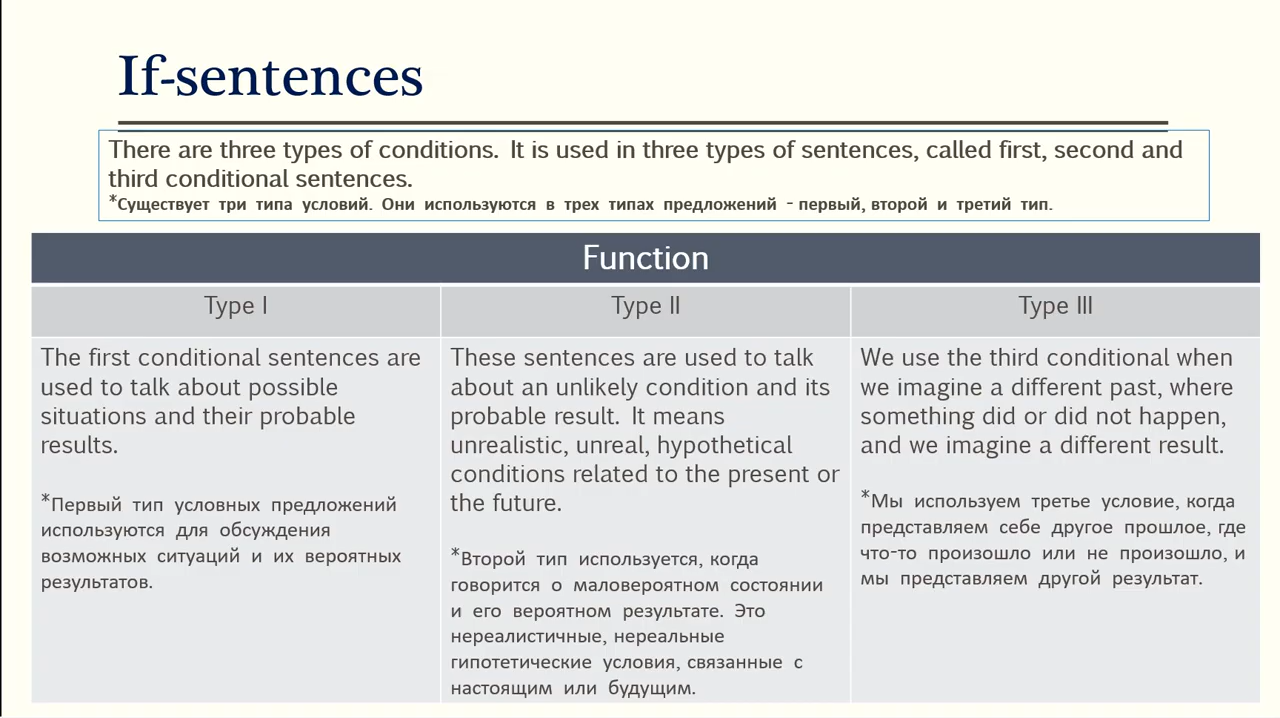 If-sentences
There are three types of conditions. It is used in three types of sentences, called first, second and
third conditional sentences.
*Существует три типа условий. Они используются в трех типах предложений - первый, второй и третий тип.
Function
Type I
Type II
Type III
The first conditional sentences are
used to talk about possible
situations and their probable
results.
*Первый тип условных предложений
используются для обсуждения
возможных ситуаций и их вероятных
результатов.
These sentences are used to talk
about an unlikely condition and its
probable result. It means
unrealistic, unreal, hypothetical
conditions related to the present or
the future.
*Второй тип используется, когда
говорится о маловероятном состоянии
и его вероятном результате. Это
нереалистичные, нереальные
гипотетические условия, связанные с
настоящим или будущим.
We use the third conditional when
we imagine a different past, where
something did or did not happen,
and we imagine a different result.
*Мы используем третье условие, когда
представляем себе другое прошлое, где
что-то произошло или не произошло, и
мы представляем другой результат.